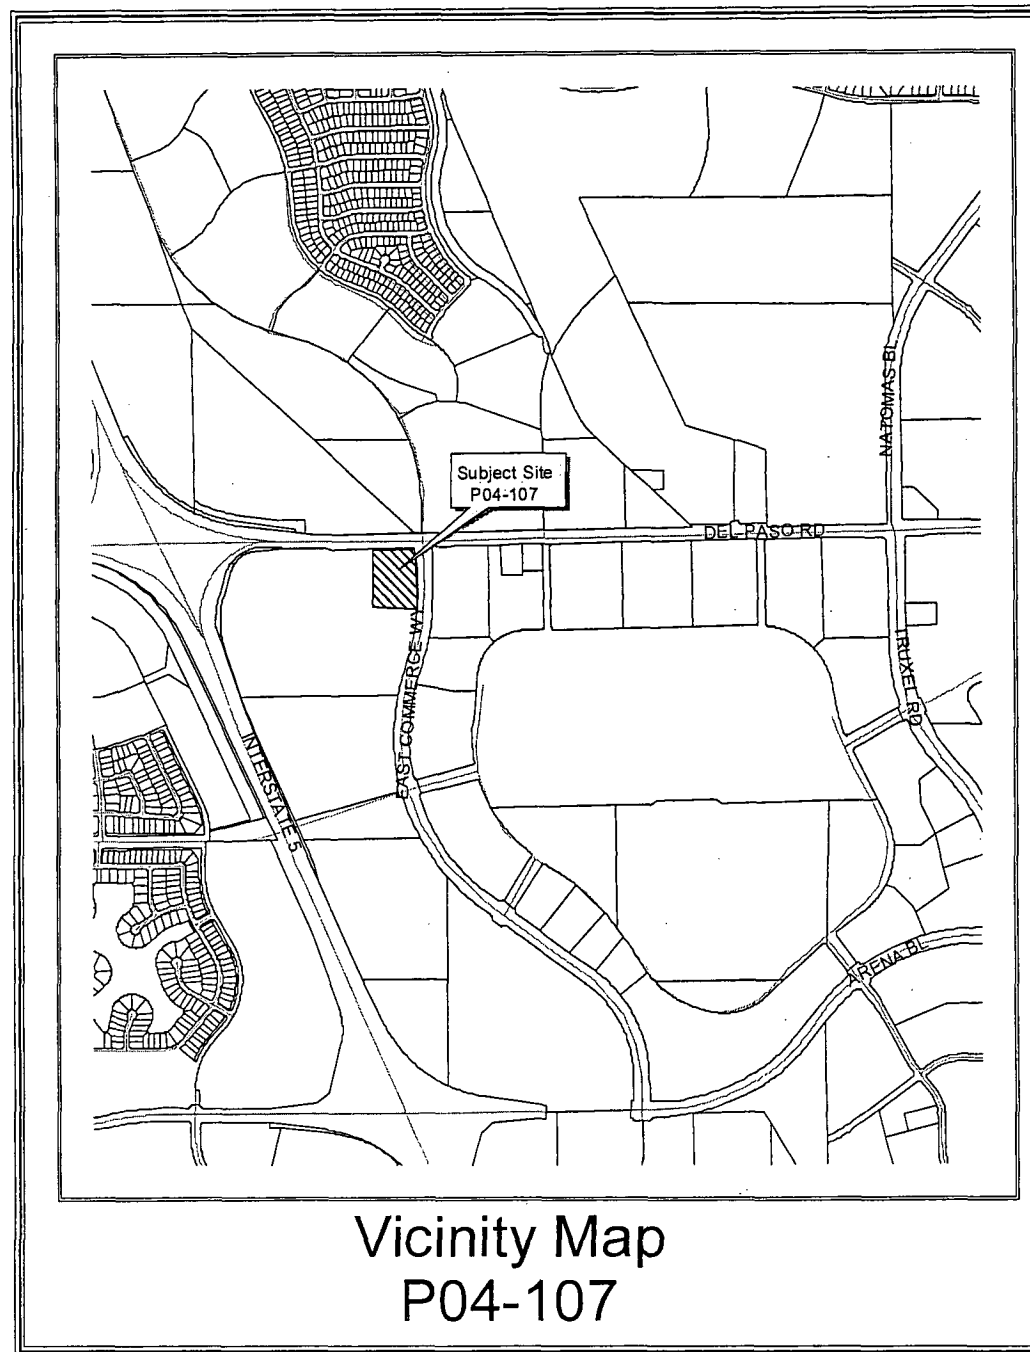 NATOMAS BL
Subject Site
P04-107
DEL PASO RD
EAST COMMERCE WY
TRUXEL RD
INTERSTATE 5
ARENA BL
Vicinity Map
P04-107